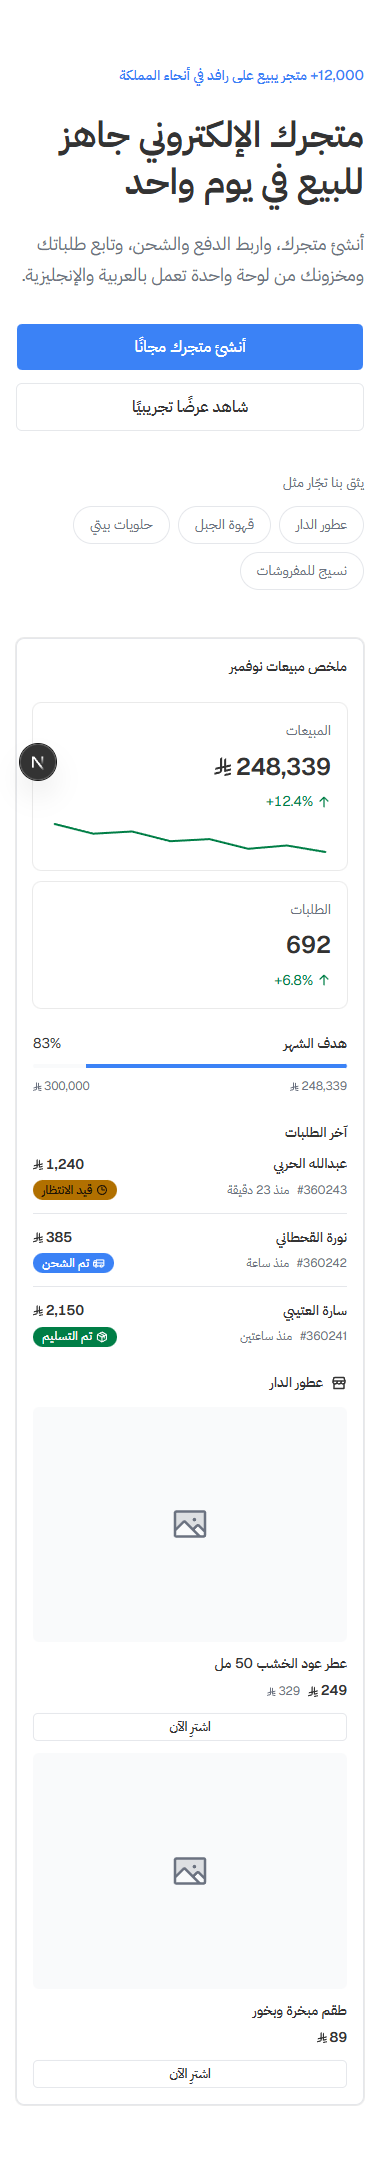 +12,000 متجر يبيع على رافد في أنحاء المملكة
متجرك الإلكتروني جاهز
للبيع في يوم واحد
أنشئ متجرك، واربط الدفع والشحن، وتابع طلباتك
ومخزونك من لوحة واحدة تعمل بالعربية والإنجليزية.
أنشئ متجرك مجانًا
شاهد عرضًا تجريبيًا
يثق بنا تجّار مثل
عطور الدار
قهوة الجبل
حلويات بيتي
نسيج للمفروشات
ملخص مبيعات نوفمبر
المبيعات
248,339 ⃁
N
↑ +12.4%
الطلبات
692
↑ +6.8%
هدف الشهر 83%
248,339 ⃁ 300,000 ⃁
آخر الطلبات
عبدالله الحربي 1,240 ⃁
#360243 منذ 23 دقيقة قيد الانتظار
نورة القحطاني 385 ⃁
#360242 منذ ساعة تم الشحن
سارة العتيبي 2,150 ⃁
#360241 منذ ساعتين تم التسليم
عطور الدار
عطر عود الخشب 50 مل
249 ⃁ 329 ⃁
اشترِ الآن
طقم مبخرة وبخور
89 ⃁
اشترِ الآن